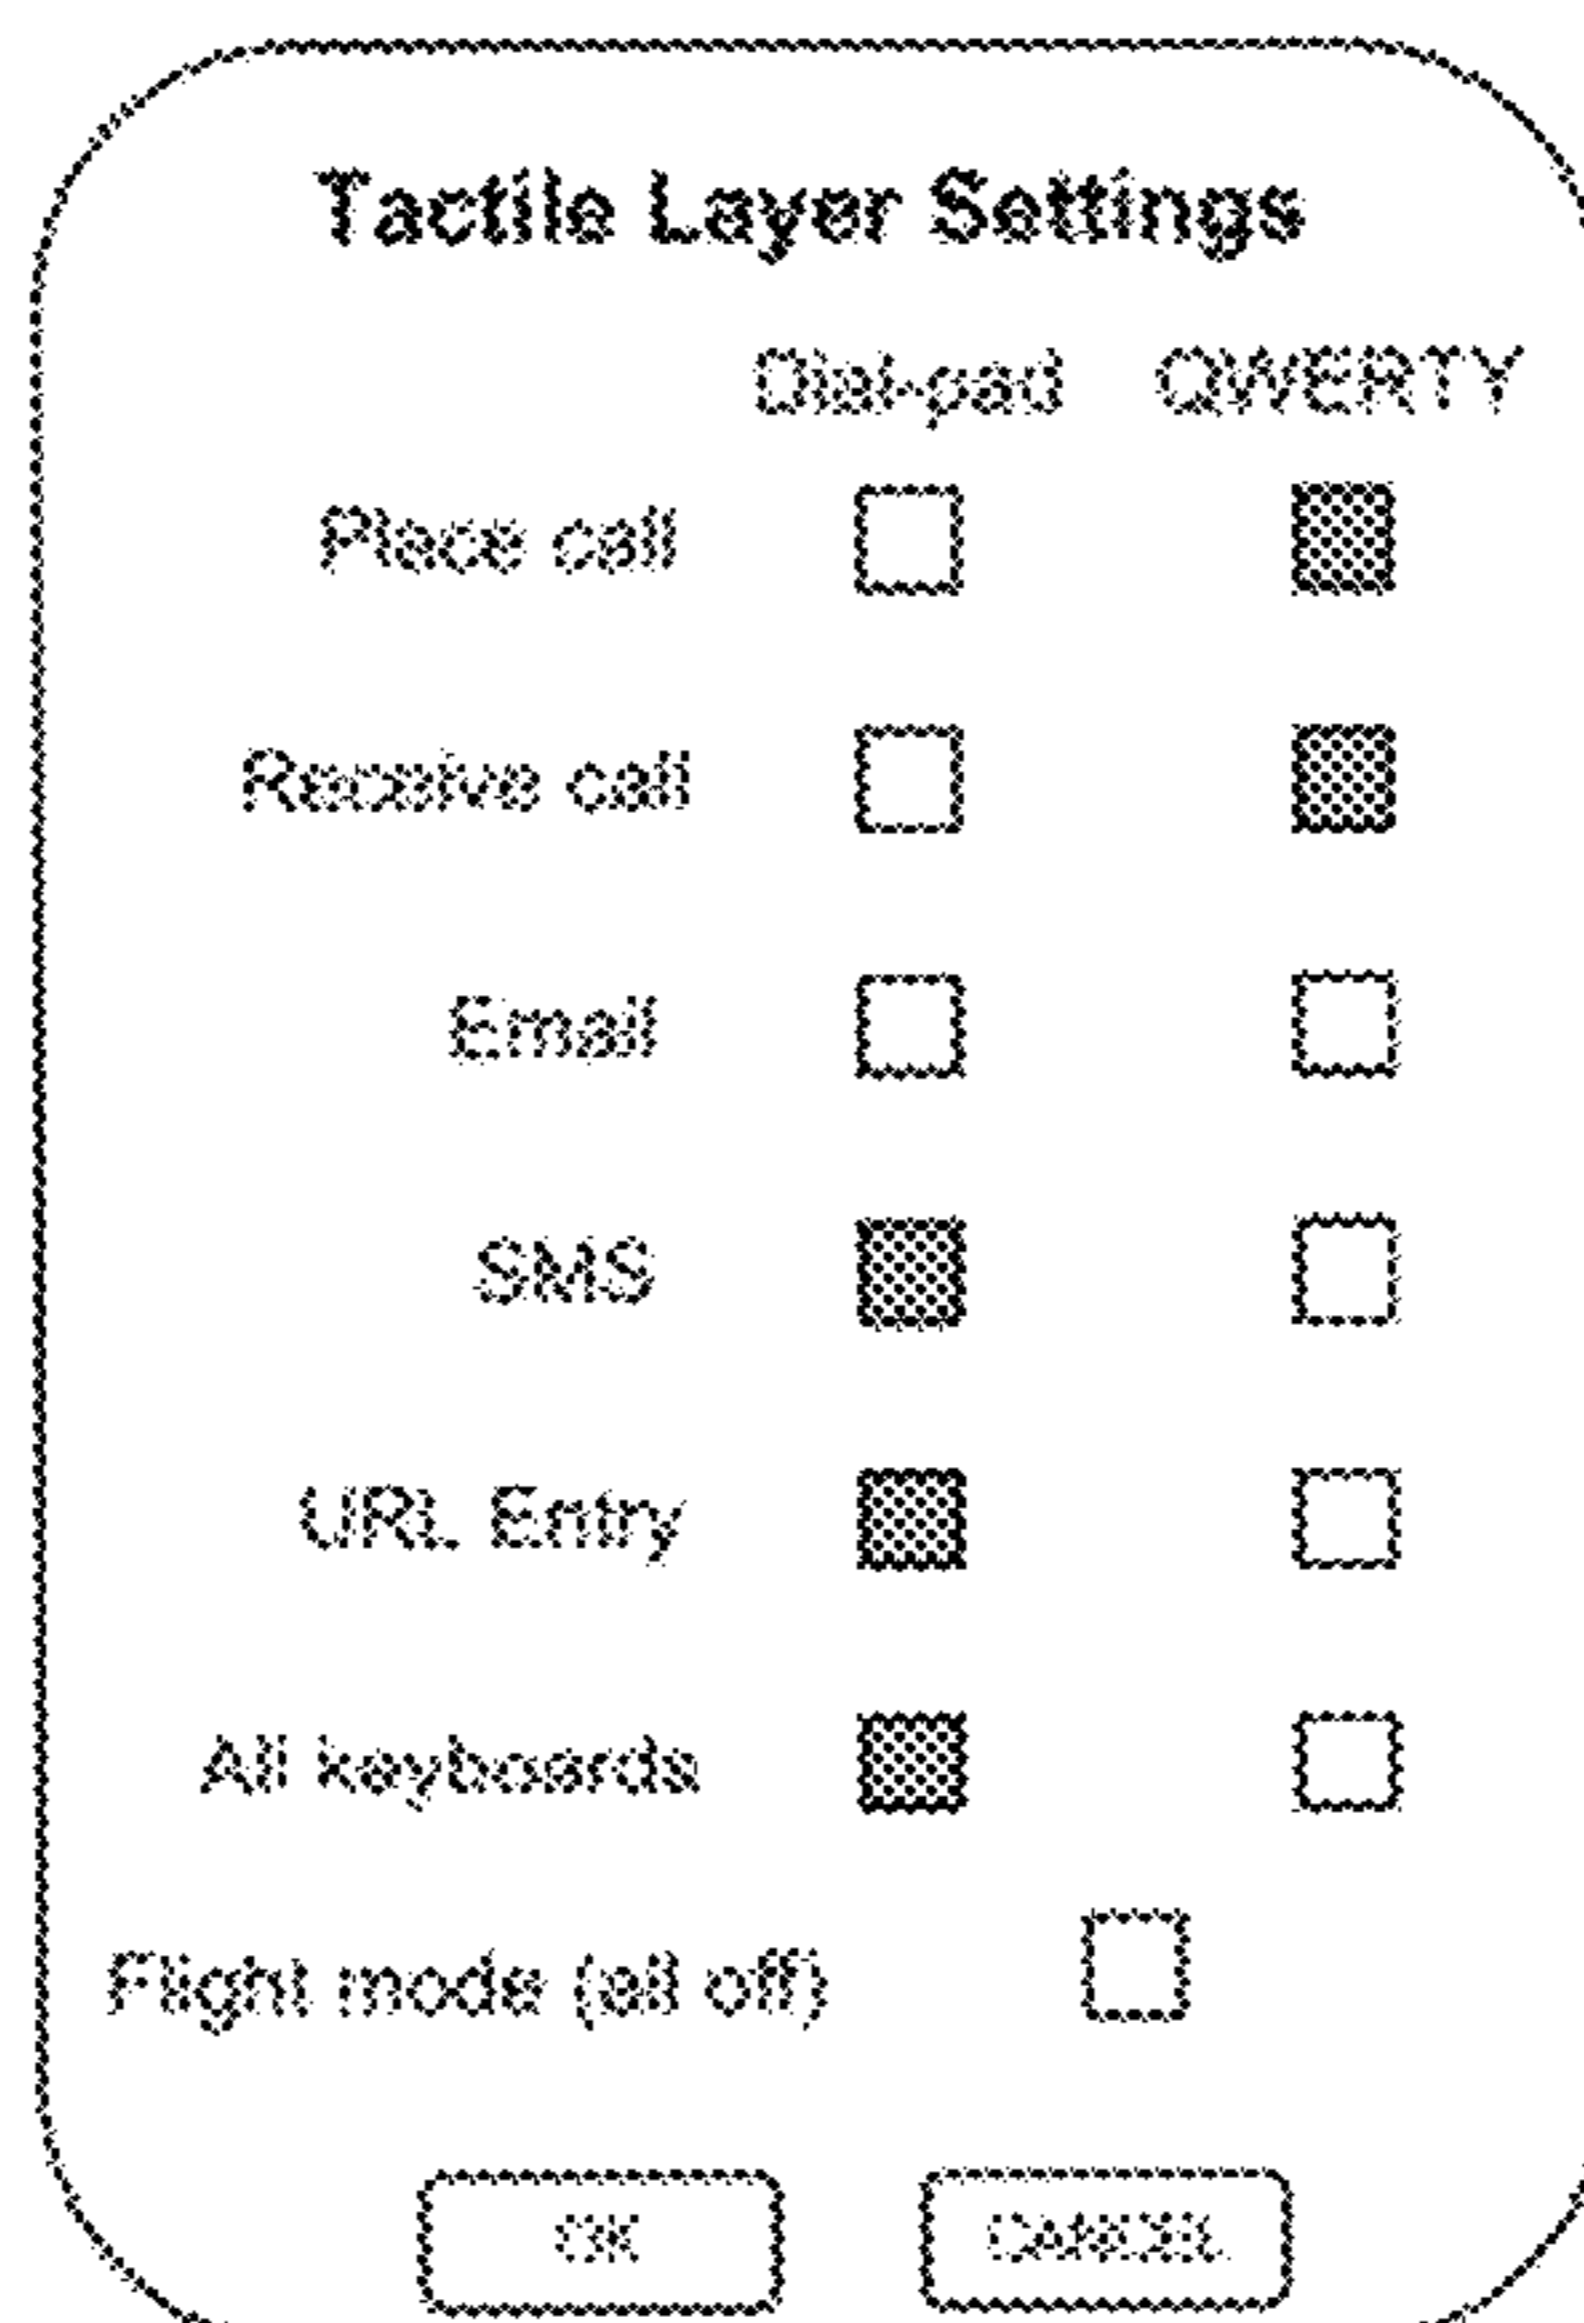 Tactile Layer Settings
Dial-pad QWERTY
Place call
Receive call
Email
SMS
URL Entry
All keyboards
Flight mode (all off)
OK CANCEL